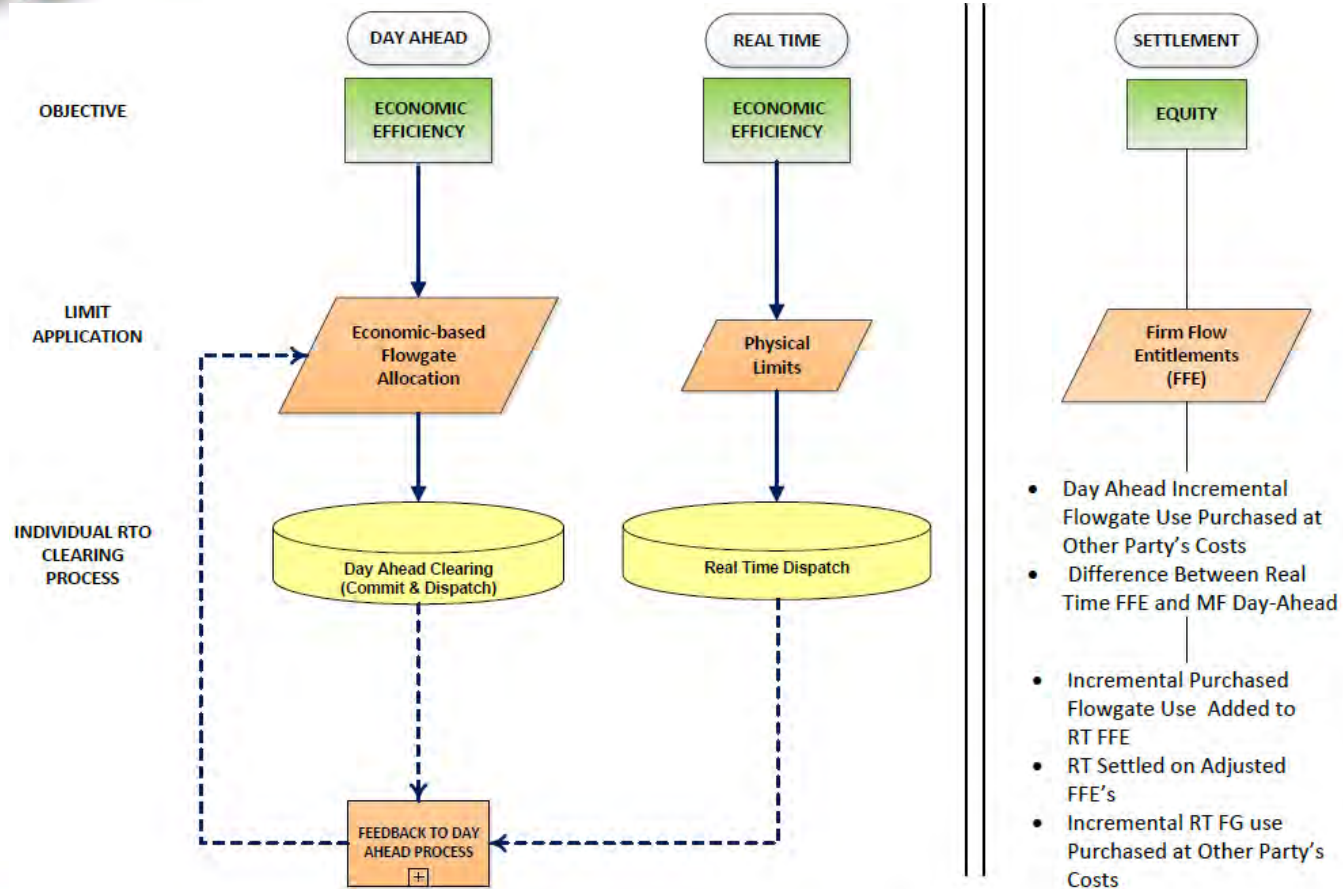 DAY AHEAD
REAL TIME
SETTLEMENT
OBJECTIVE
ECONOMIC
EFFICIENCY
ECONOMIC
EFFICIENCY
EQUITY
LIMIT
APPLICATION
Economic-based
Flowgate
Allocation
Physical
Limits
Firm Flow
Entitlements
(FFE)
INDIVIDUAL RTO
CLEARING
PROCESS
Day Ahead Clearing
(Commit & Dispatch)
Real Time Dispatch
• Day Ahead Incremental
Flowgate Use Purchased at
Other Party's Costs
• Difference Between Real
Time FFE and MF Day-Ahead
• Incremental Purchased
Flowgate Use Added to
RT FFE
• RT Settled on Adjusted
FFE's
• Incremental RT FG use
Purchased at Other Party's
Costs
FEEDBACK TO DAY
AHEAD PROCESS
+